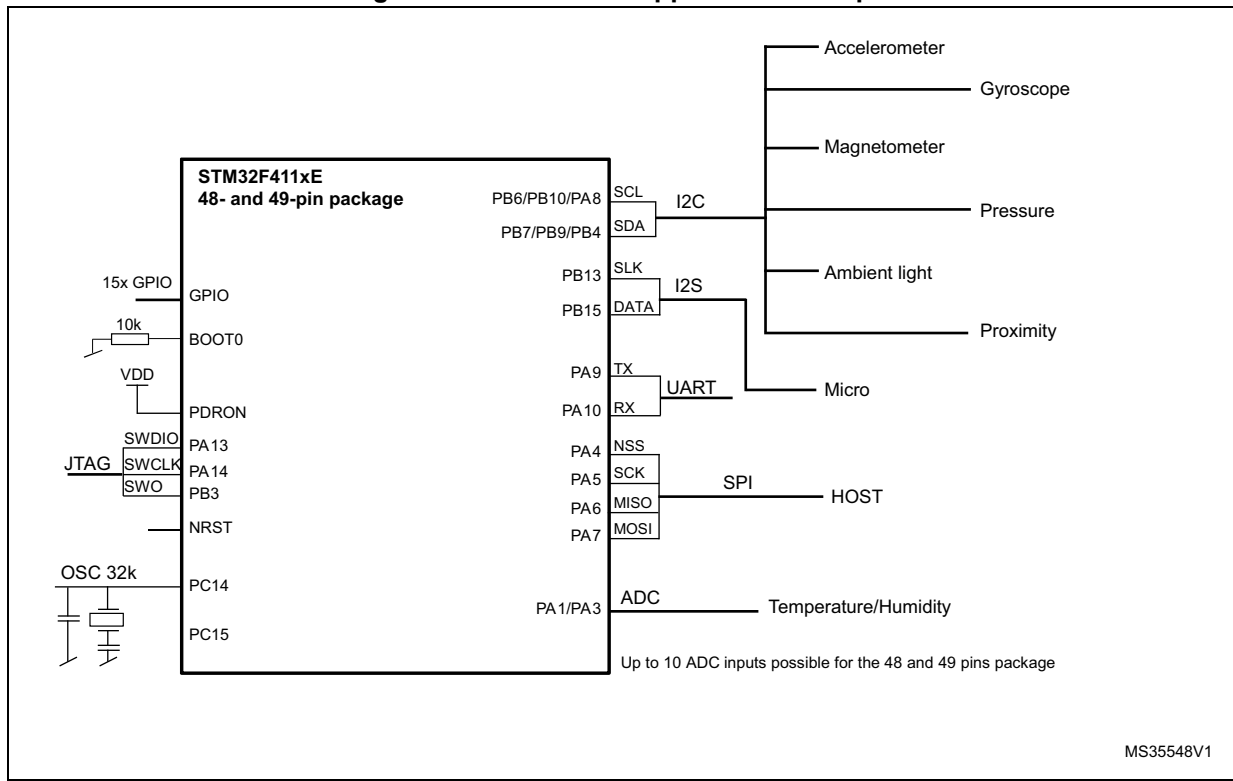 Accelerometer
Gyroscope
Magnetometer
Pressure
Ambient light
Proximity
Micro
STM32F411xE
48- and 49-pin package
PB6/PB10/PA8
SCL
I2C
PB7/PB9/PB4
SDA
15x GPIO
GPIO
10k
BOOT0
VDD
PDRON
JTAG
SWDIO
PA13
SWCLK
PA14
SWO
PB3
NRST
OSC 32k
PC14
PC15
PB13
SLK
I2S
PB15
DATA
PA9
TX
UART
PA10
RX
PA4
NSS
PA5
SCK
SPI
HOST
PA6
MISO
PA7
MOSI
PA1/PA3
ADC
Temperature/Humidity
Up to 10 ADC inputs possible for the 48 and 49 pins package
MS35548V1